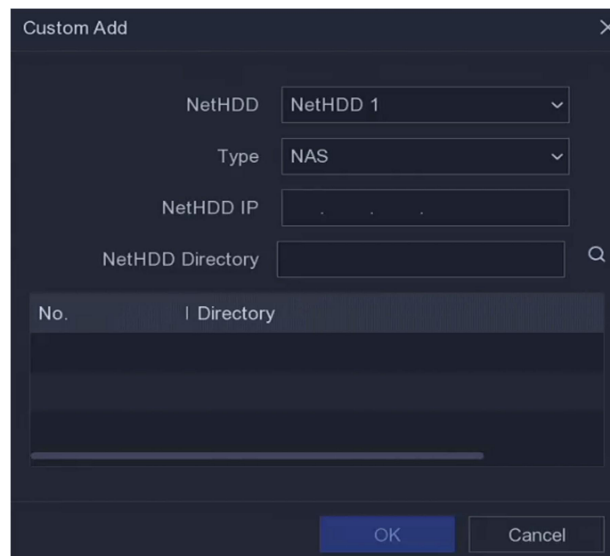 Custom Add
NetHDD NetHDD 1
Type NAS
NetHDD IP . . .
NetHDD Directory
No. Directory
OK Cancel